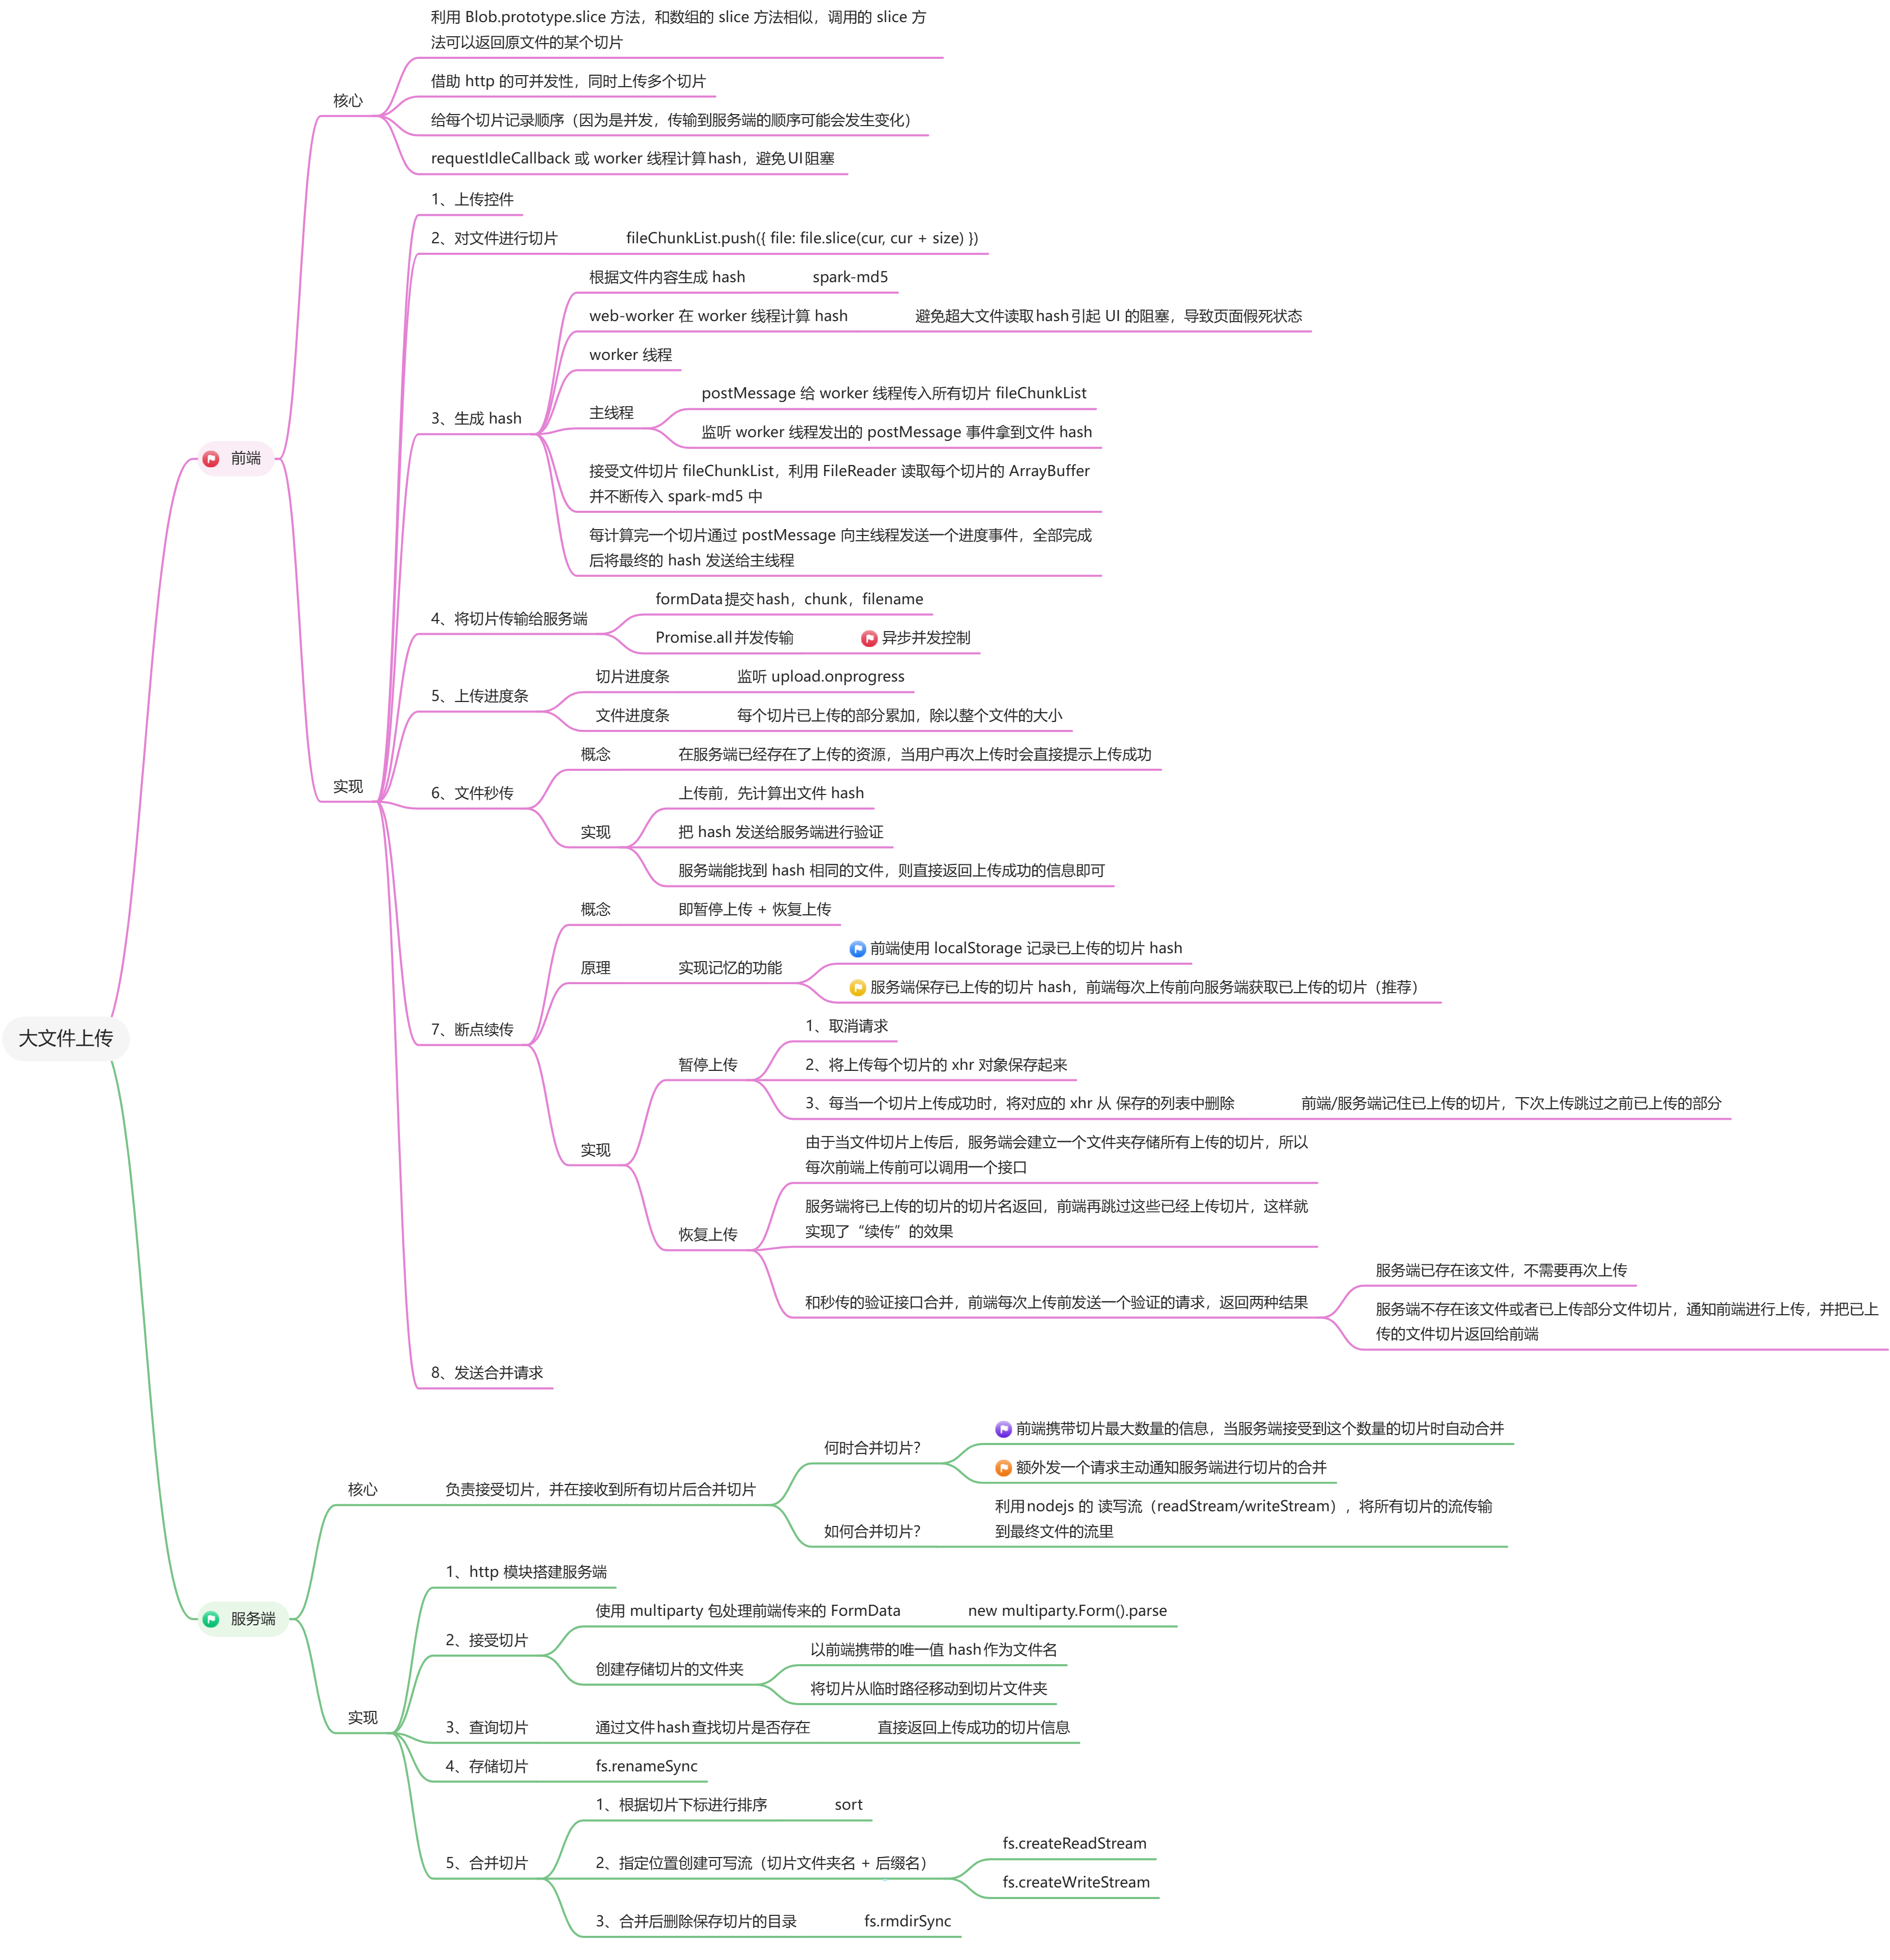 大文件上传
前端
核心
利用 Blob.prototype.slice 方法，和数组的 slice 方法相似，调用的 slice 方
法可以返回原文件的某个切片
借助 http 的可并发性，同时上传多个切片
给每个切片记录顺序（因为是并发，传输到服务端的顺序可能会发生变化）
requestIdleCallback 或 worker 线程计算hash，避免UI阻塞
实现
1、上传控件
2、对文件进行切片
fileChunkList.push({ file: file.slice(cur, cur + size) })
3、生成 hash
根据文件内容生成 hash
spark-md5
web-worker 在 worker 线程计算 hash
避免超大文件读取hash引起 UI 的阻塞，导致页面假死状态
worker 线程
主线程
postMessage 给 worker 线程传入所有切片 fileChunkList
监听 worker 线程发出的 postMessage 事件拿到文件 hash
接受文件切片 fileChunkList，利用 FileReader 读取每个切片的 ArrayBuffer
并不断传入 spark-md5 中
每计算完一个切片通过 postMessage 向主线程发送一个进度事件，全部完成
后将最终的 hash 发送给主线程
4、将切片传输给服务端
formData提交hash，chunk，filename
Promise.all并发传输
异步并发控制
5、上传进度条
切片进度条
监听 upload.onprogress
文件进度条
每个切片已上传的部分累加，除以整个文件的大小
6、文件秒传
概念
在服务端已经存在了上传的资源，当用户再次上传时会直接提示上传成功
实现
上传前，先计算出文件 hash
把 hash 发送给服务端进行验证
服务端能找到 hash 相同的文件，则直接返回上传成功的信息即可
7、断点续传
概念
即暂停上传 + 恢复上传
原理
实现记忆的功能
前端使用 localStorage 记录已上传的切片 hash
服务端保存已上传的切片 hash，前端每次上传前向服务端获取已上传的切片（推荐）
实现
暂停上传
1、取消请求
2、将上传每个切片的 xhr 对象保存起来
3、每当一个切片上传成功时，将对应的 xhr 从 保存的列表中删除
前端/服务端记住已上传的切片，下次上传跳过之前已上传的部分
恢复上传
由于当文件切片上传后，服务端会建立一个文件夹存储所有上传的切片，所以
每次前端上传前可以调用一个接口
服务端将已上传的切片的切片名返回，前端再跳过这些已经上传切片，这样就
实现了“续传”的效果
和秒传的验证接口合并，前端每次上传前发送一个验证的请求，返回两种结果
服务端已存在该文件，不需要再次上传
服务端不存在该文件或者已上传部分文件切片，通知前端进行上传，并把已上
传的文件切片返回给前端
8、发送合并请求
服务端
核心
负责接受切片，并在接收到所有切片后合并切片
何时合并切片？
前端携带切片最大数量的信息，当服务端接受到这个数量的切片时自动合并
额外发一个请求主动通知服务端进行切片的合并
如何合并切片？
利用nodejs 的 读写流（readStream/writeStream），将所有切片的流传输
到最终文件的流里
实现
1、http 模块搭建服务端
2、接受切片
使用 multiparty 包处理前端传来的 FormData
new multiparty.Form().parse
创建存储切片的文件夹
以前端携带的唯一值 hash作为文件名
将切片从临时路径移动到切片文件夹
3、查询切片
通过文件hash查找切片是否存在
直接返回上传成功的切片信息
4、存储切片
fs.renameSync
5、合并切片
1、根据切片下标进行排序
sort
2、指定位置创建可写流（切片文件夹名 + 后缀名）
fs.createReadStream
fs.createWriteStream
3、合并后删除保存切片的目录
fs.rmdirSync